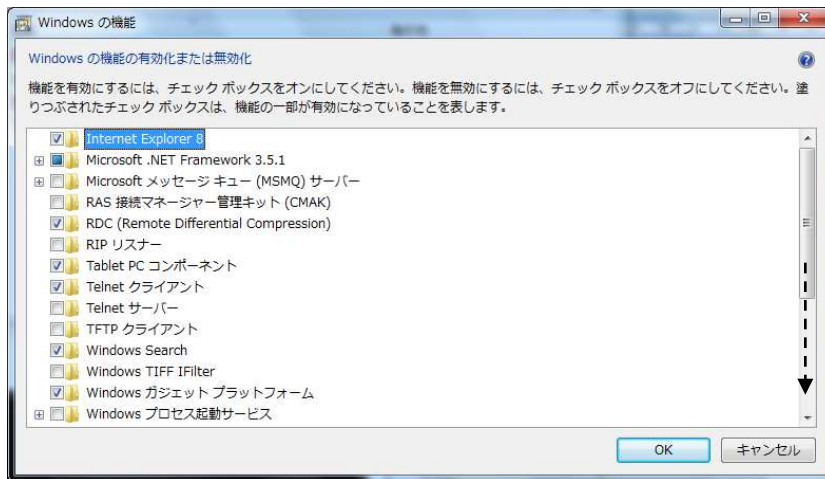 Windows の機能
Windows の機能の有効化または無効化
機能を有効にするには、チェック ボックスをオンにしてください。機能を無効にするには、チェック ボックスをオフにしてください。塗
りつぶされたチェック ボックスは、機能の一部が有効になっていることを表します。
Internet Explorer 8
Microsoft .NET Framework 3.5.1
Microsoft メッセージ キュー (MSMQ) サーバー
RAS 接続マネージャー管理キット (CMAK)
RDC (Remote Differential Compression)
RIP リスナー
Tablet PC コンポーネント
Telnet クライアント
Telnet サーバー
TFTP クライアント
Windows Search
Windows TIFF IFilter
Windows ガジェット プラットフォーム
Windows プロセス起動サービス
OK
キャンセル